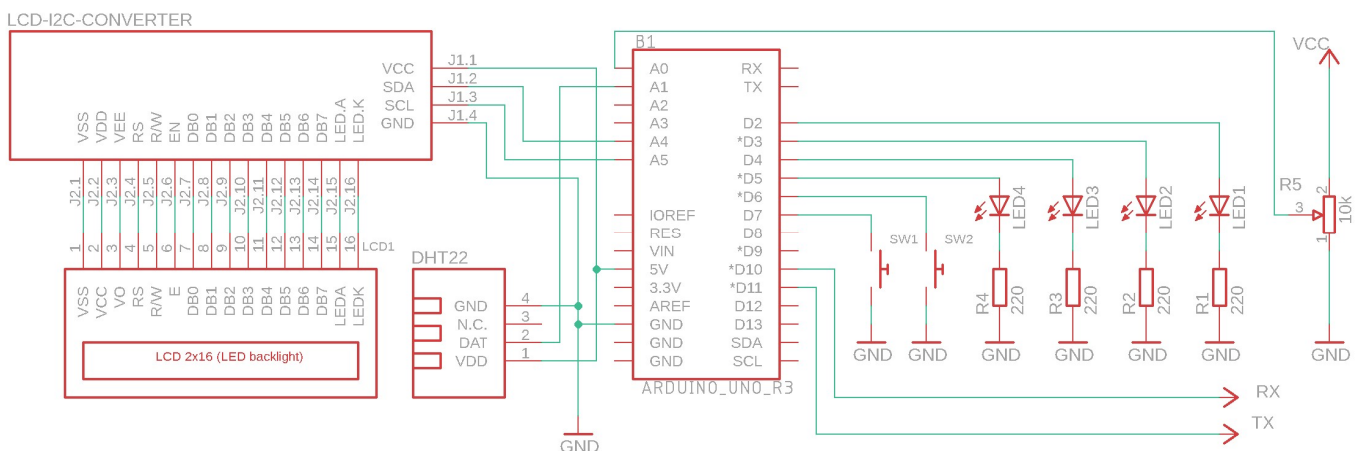 LCD-I2C-CONVERTER
VCC
SDA
SCL
GND
J1.1
J1.2
J1.3
J1.4
VSS
VDD
VEE
RS
R/W
EN
DB0
DB1
DB2
DB3
DB4
DB5
DB6
DB7
LED.A
LED.K
J2.1
J2.2
J2.3
J2.4
J2.5
J2.6
J2.7
J2.8
J2.9
J2.10
J2.11
J2.12
J2.13
J2.14
J2.15
J2.16
1
2
3
4
5
6
7
8
9
10
11
12
13
14
15
16
LCD1
VSS
VCC
VO
RS
R/W
E
DB0
DB1
DB2
DB3
DB4
DB5
DB6
DB7
LEDA
LEDK
LCD 2x16 (LED backlight)
DHT22
GND 4
N.C. 3
DAT 2
VDD 1
GND
B1
A0
A1
A2
A3
A4
A5
IOREF
RES
VIN
5V
3.3V
AREF
GND
GND
GND
RX
TX
D2
*D3
D4
*D5
*D6
D7
D8
*D9
*D10
*D11
D12
D13
SDA
SCL
ARDUINO_UNO_R3
SW1
SW2
LED4
LED3
LED2
LED1
R4
220
R3
220
R2
220
R1
220
GND
GND
GND
GND
GND
GND
VCC
R5
2
3
1
10k
GND
RX
TX